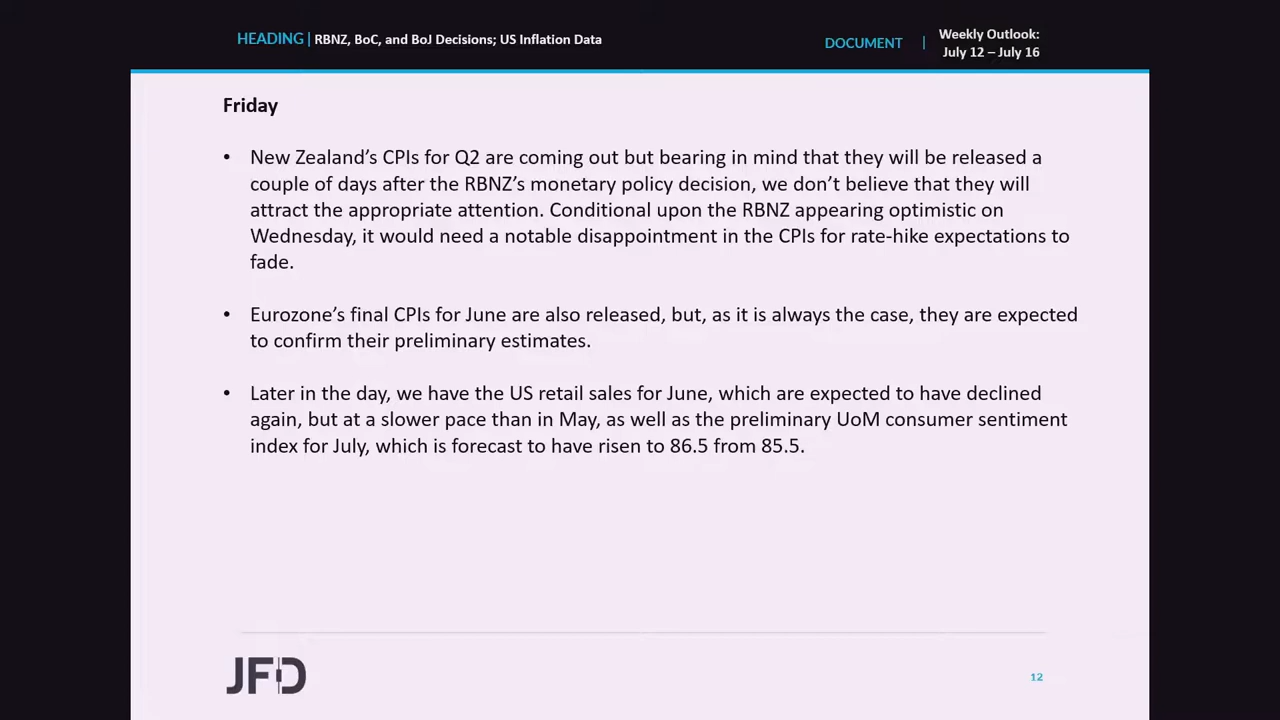 HEADING | RBNZ, BoC, and BoJ Decisions; US Inflation Data
DOCUMENT | Weekly Outlook:
July 12 – July 16
Friday
• New Zealand’s CPIs for Q2 are coming out but bearing in mind that they will be released a
couple of days after the RBNZ’s monetary policy decision, we don’t believe that they will
attract the appropriate attention. Conditional upon the RBNZ appearing optimistic on
Wednesday, it would need a notable disappointment in the CPIs for rate-hike expectations to
fade.
• Eurozone’s final CPIs for June are also released, but, as it is always the case, they are expected
to confirm their preliminary estimates.
• Later in the day, we have the US retail sales for June, which are expected to have declined
again, but at a slower pace than in May, as well as the preliminary UoM consumer sentiment
index for July, which is forecast to have risen to 86.5 from 85.5.
JFD
12